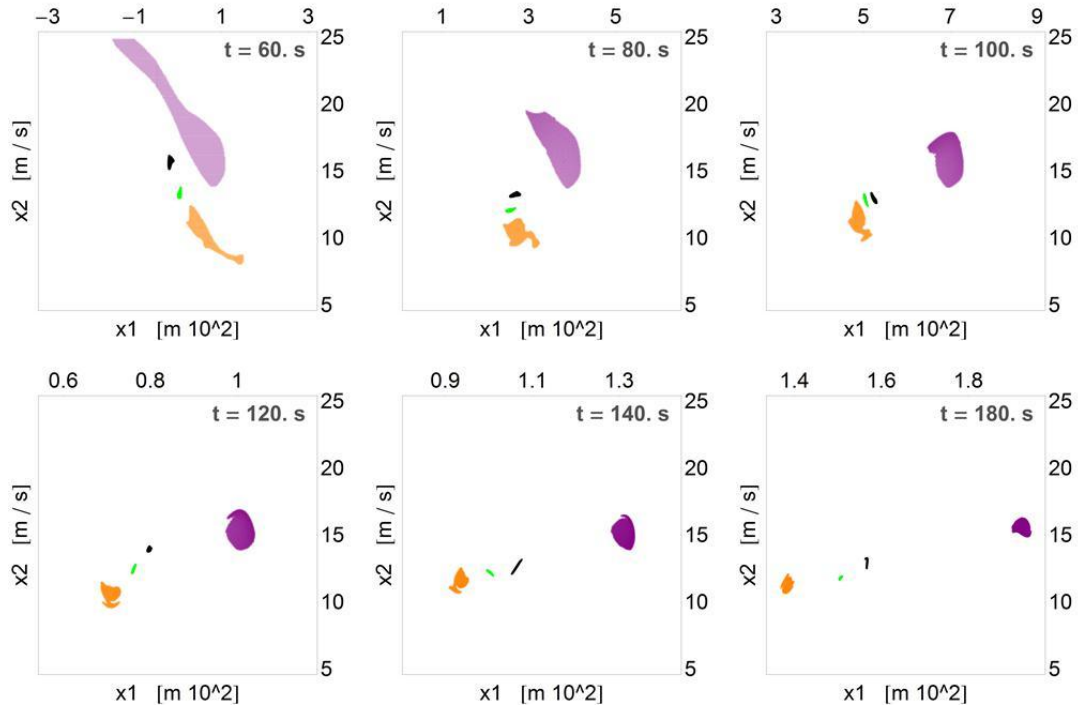 −3 −1 1 3
t = 60. s
25
20
15
10
5
x2 [m / s]
x1 [m 10^2]
1 3 5
t = 80. s
25
20
15
10
5
x2 [m / s]
x1 [m 10^2]
3 5 7 9
t = 100. s
25
20
15
10
5
x2 [m / s]
x1 [m 10^2]
0.6 0.8 1
t = 120. s
25
20
15
10
5
x2 [m / s]
x1 [m 10^2]
0.9 1.1 1.3
t = 140. s
25
20
15
10
5
x2 [m / s]
x1 [m 10^2]
1.4 1.6 1.8
t = 180. s
25
20
15
10
5
x2 [m / s]
x1 [m 10^2]